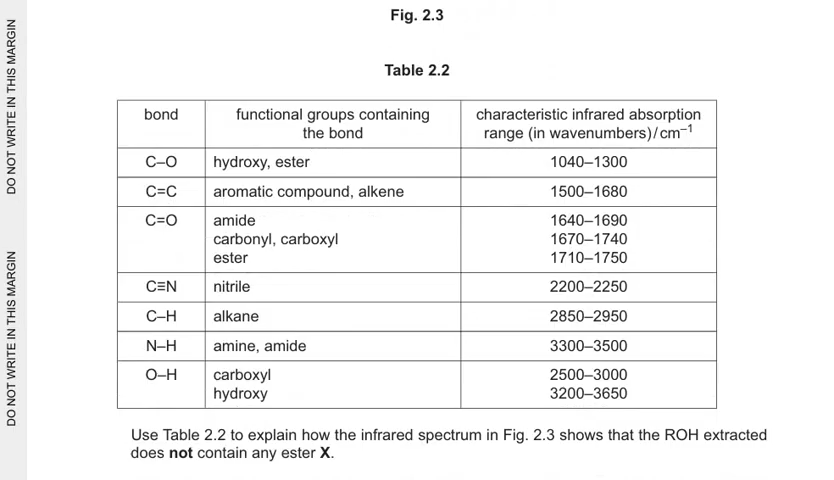 Fig. 2.3
Table 2.2
bond
functional groups containing
the bond
characteristic infrared absorption
range (in wavenumbers)/cm⁻¹
C–O hydroxy, ester 1040–1300
C=C aromatic compound, alkene 1500–1680
C=O amide 1640–1690
carbonyl, carboxyl 1670–1740
ester 1710–1750
C≡N nitrile 2200–2250
C–H alkane 2850–2950
N–H amine, amide 3300–3500
O–H carboxyl 2500–3000
hydroxy 3200–3650
Use Table 2.2 to explain how the infrared spectrum in Fig. 2.3 shows that the ROH extracted
does not contain any ester X.
DO NOT WRITE IN THIS MARGIN
DO NOT WRITE IN THIS MARGIN